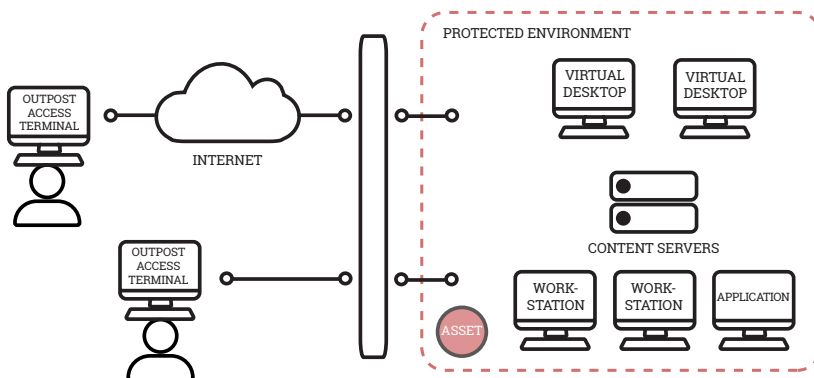 PROTECTED ENVIRONMENT
VIRTUAL
DESKTOP
VIRTUAL
DESKTOP
OUTPOST
ACCESS
TERMINAL
INTERNET
CONTENT SERVERS
OUTPOST
ACCESS
TERMINAL
WORK-
STATION
WORK-
STATION
APPLICATION
ASSET